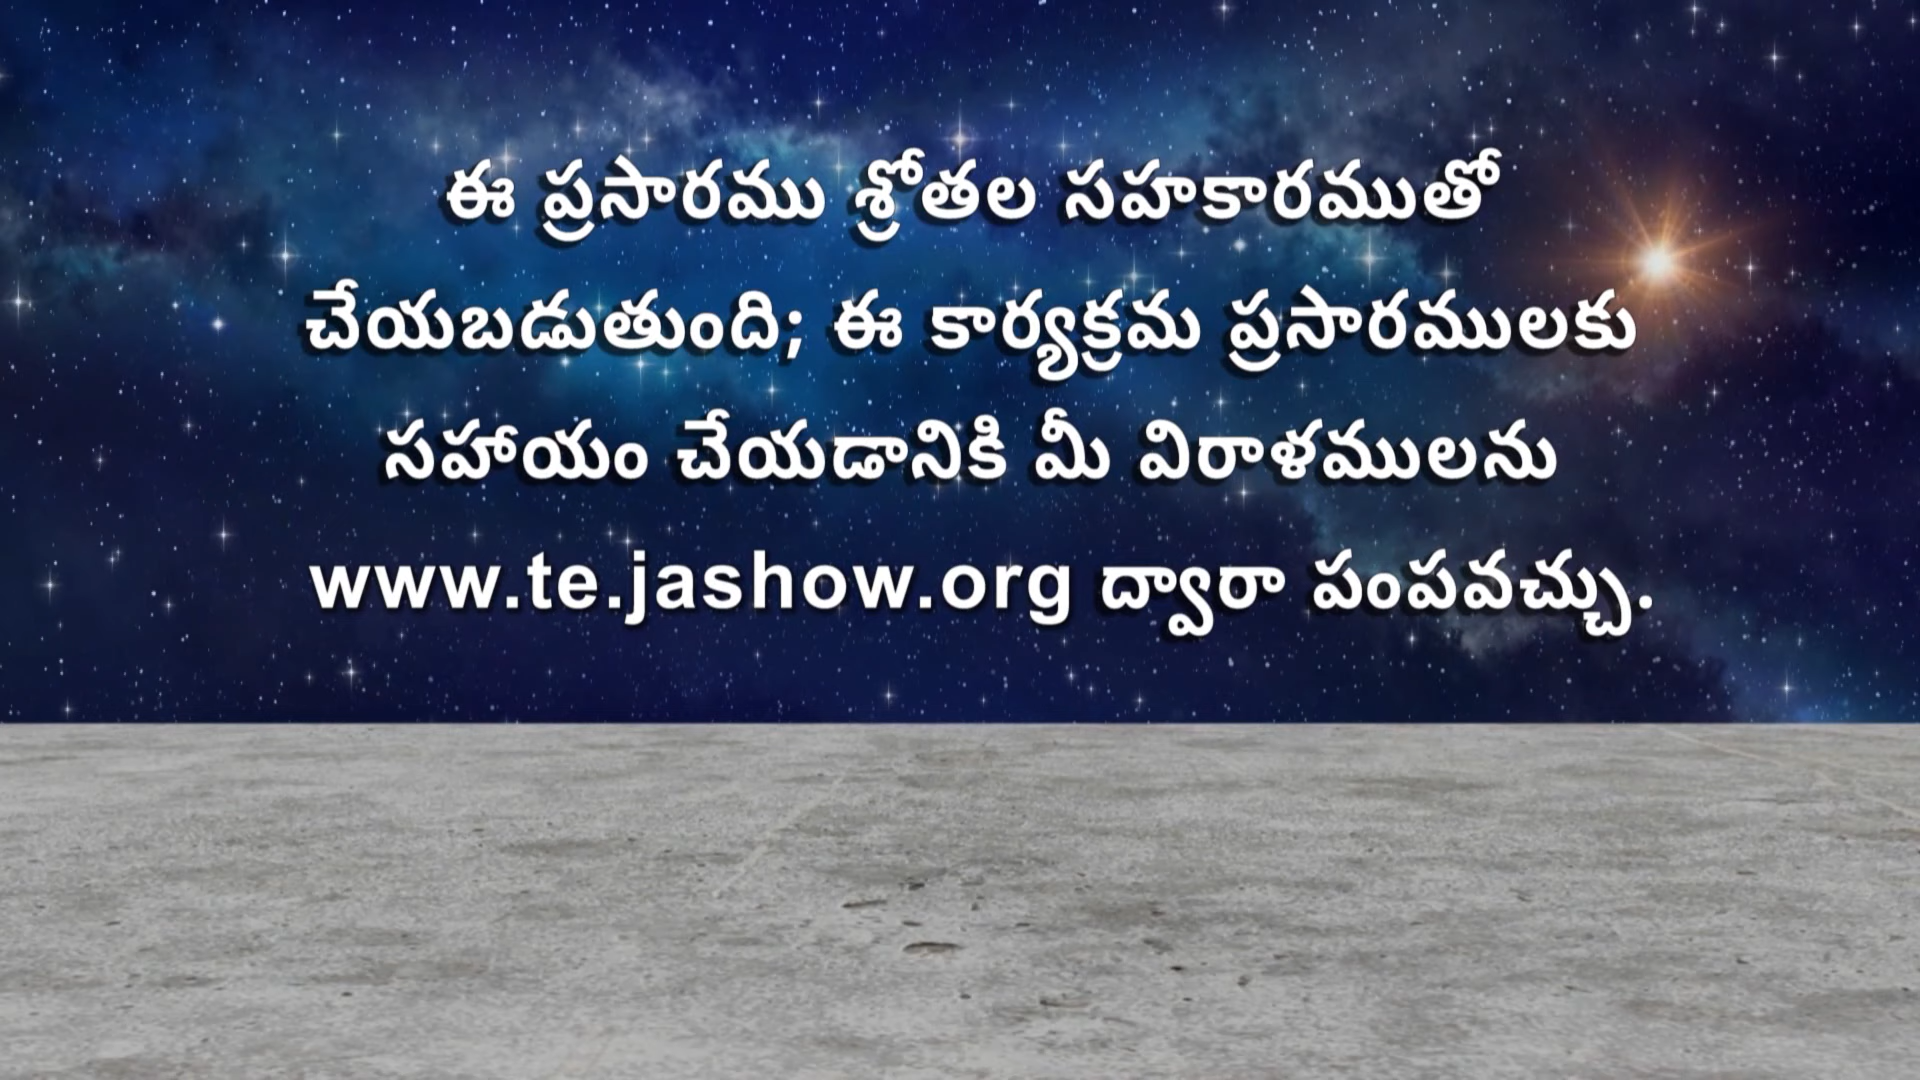 ఈ ప్రసారము శ్రోతల సహకారముతో
చేయబడుతుంది; ఈ కార్యక్రమ ప్రసారములకు
సహాయం చేయడానికి మీ విరాళములను
www.te.jashow.org ద్వారా పంపవచ్చు.